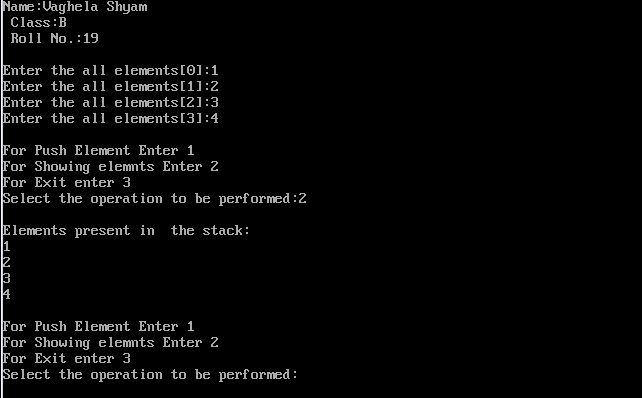 Name:Vaghela Shyam
Class:B
Roll No.:19
Enter the all elements[0]:1
Enter the all elements[1]:2
Enter the all elements[2]:3
Enter the all elements[3]:4
For Push Element Enter 1
For Showing elemnts Enter 2
For Exit enter 3
Select the operation to be performed:2
Elements present in  the stack:
1
2
3
4
For Push Element Enter 1
For Showing elemnts Enter 2
For Exit enter 3
Select the operation to be performed: